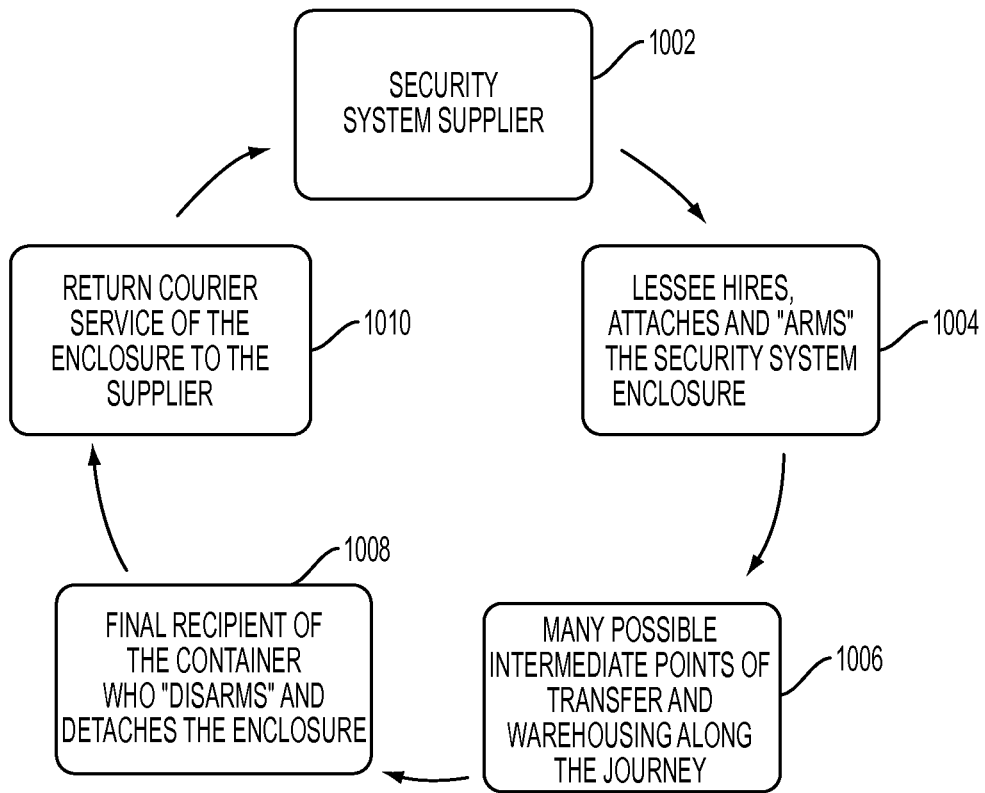 SECURITY
SYSTEM SUPPLIER
1002
LESSEE HIRES,
ATTACHES AND "ARMS"
THE SECURITY SYSTEM
ENCLOSURE
1004
MANY POSSIBLE
INTERMEDIATE POINTS OF
TRANSFER AND
WAREHOUSING ALONG
THE JOURNEY
1006
FINAL RECIPIENT OF
THE CONTAINER
WHO "DISARMS" AND
DETACHES THE ENCLOSURE
1008
RETURN COURIER
SERVICE OF THE
ENCLOSURE TO THE
SUPPLIER
1010